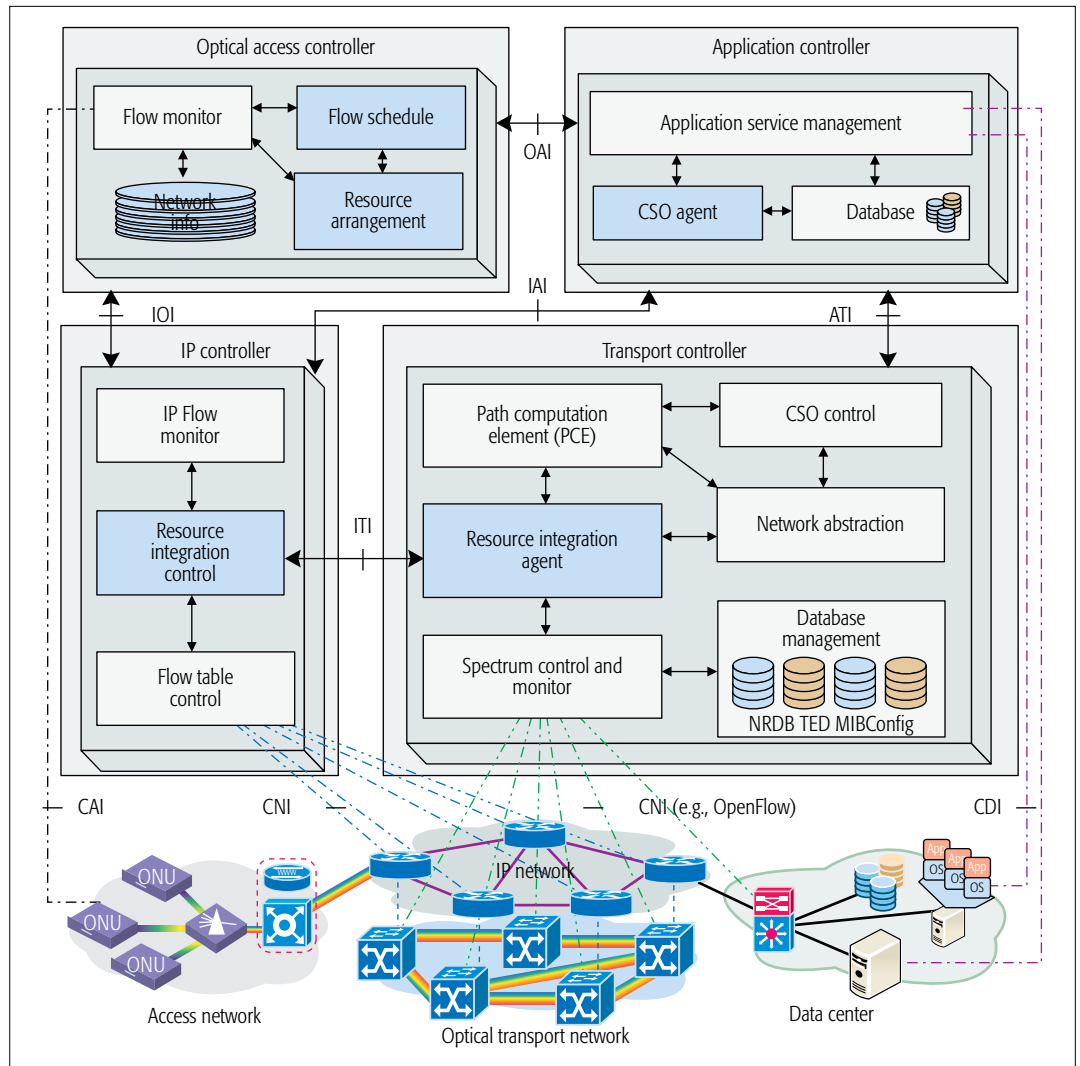 Optical access controller
Flow monitor
Flow schedule
Network
info
Resource
arrangement
OAI
Application controller
Application service management
CSO agent
Database
IOI
IAI
ATI
IP controller
IP Flow
monitor
Resource
integration
control
Flow table
control
ITI
Transport controller
Path computation
element (PCE)
CSO control
Resource integration
agent
Network abstraction
Spectrum control and
monitor
Database
management
NRDB TED MIBConfig
CAI
CNI
CNI (e.g., OpenFlow)
CDI
ONU
ONU
ONU
WWW
Access network
IP network
Optical transport network
App
App
App
OS
OS
OS
Data center